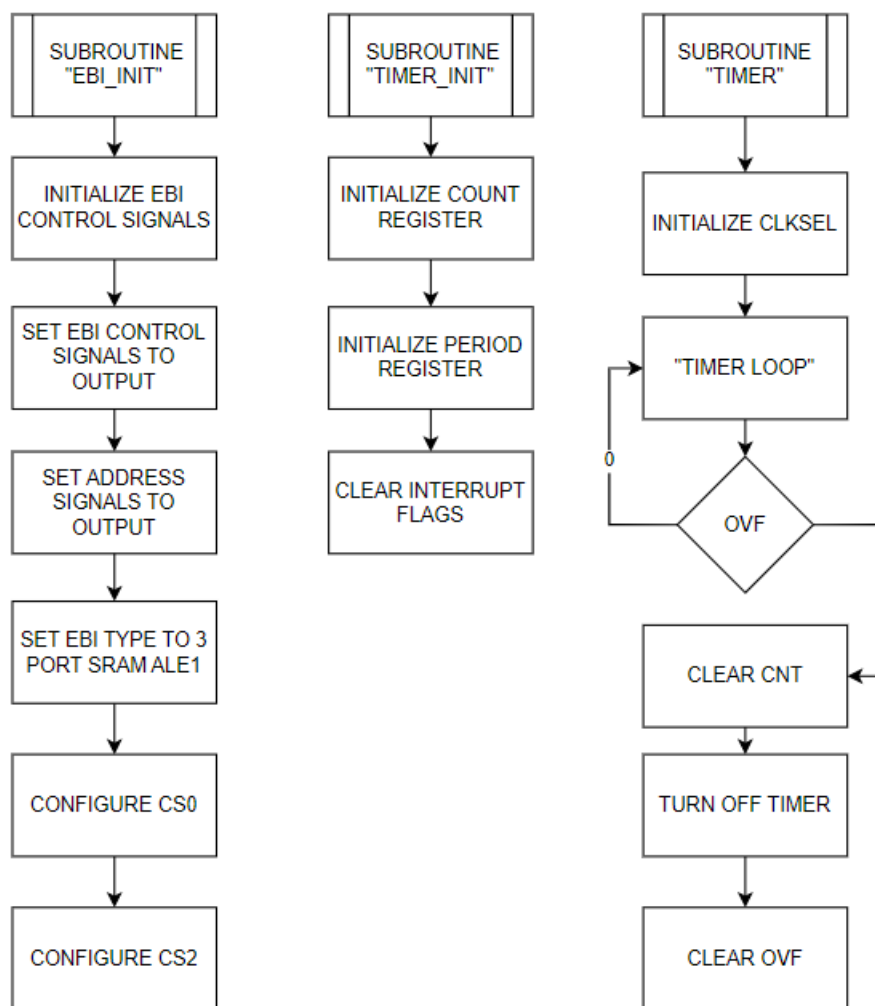 SUBROUTINE
"EBI_INIT"
INITIALIZE EBI
CONTROL SIGNALS
SET EBI CONTROL
SIGNALS TO
OUTPUT
SET ADDRESS
SIGNALS TO
OUTPUT
SET EBI TYPE TO 3
PORT SRAM ALE1
CONFIGURE CS0
CONFIGURE CS2
SUBROUTINE
"TIMER_INIT"
INITIALIZE COUNT
REGISTER
INITIALIZE PERIOD
REGISTER
CLEAR INTERRUPT
FLAGS
SUBROUTINE
"TIMER"
INITIALIZE CLKSEL
"TIMER LOOP"
0
OVF
CLEAR CNT
TURN OFF TIMER
CLEAR OVF